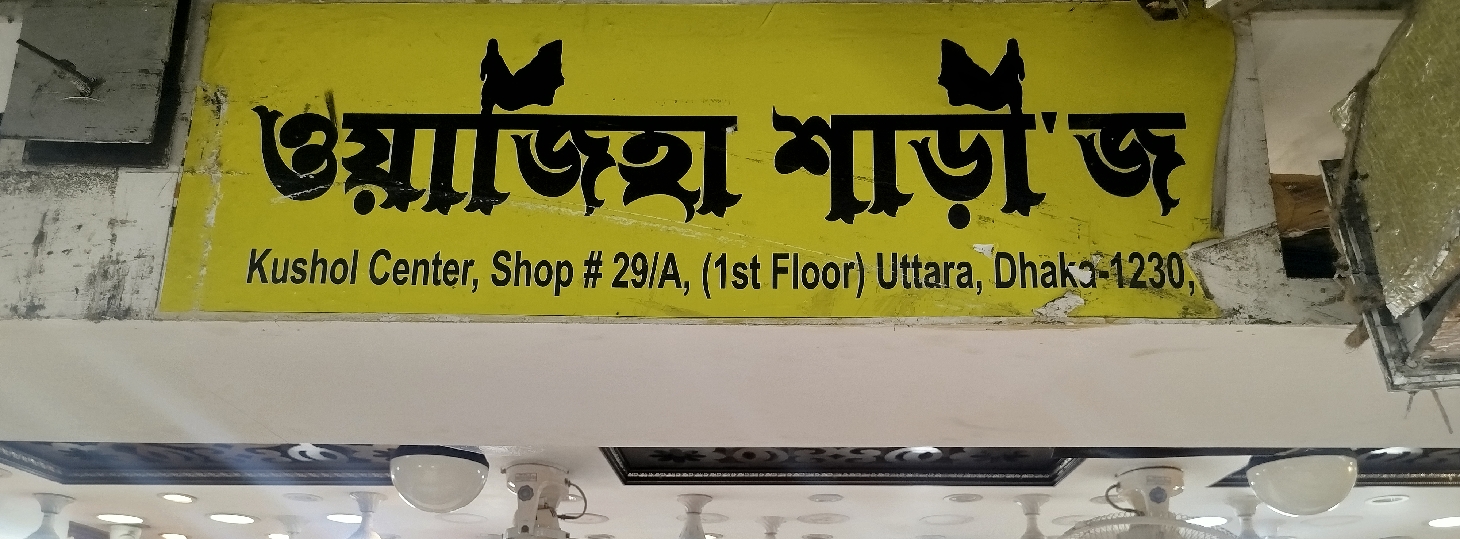 ওয়াজিহা শাড়ী'জ
Kushol Center, Shop # 29/A, (1st Floor) Uttara, Dhaka-1230,